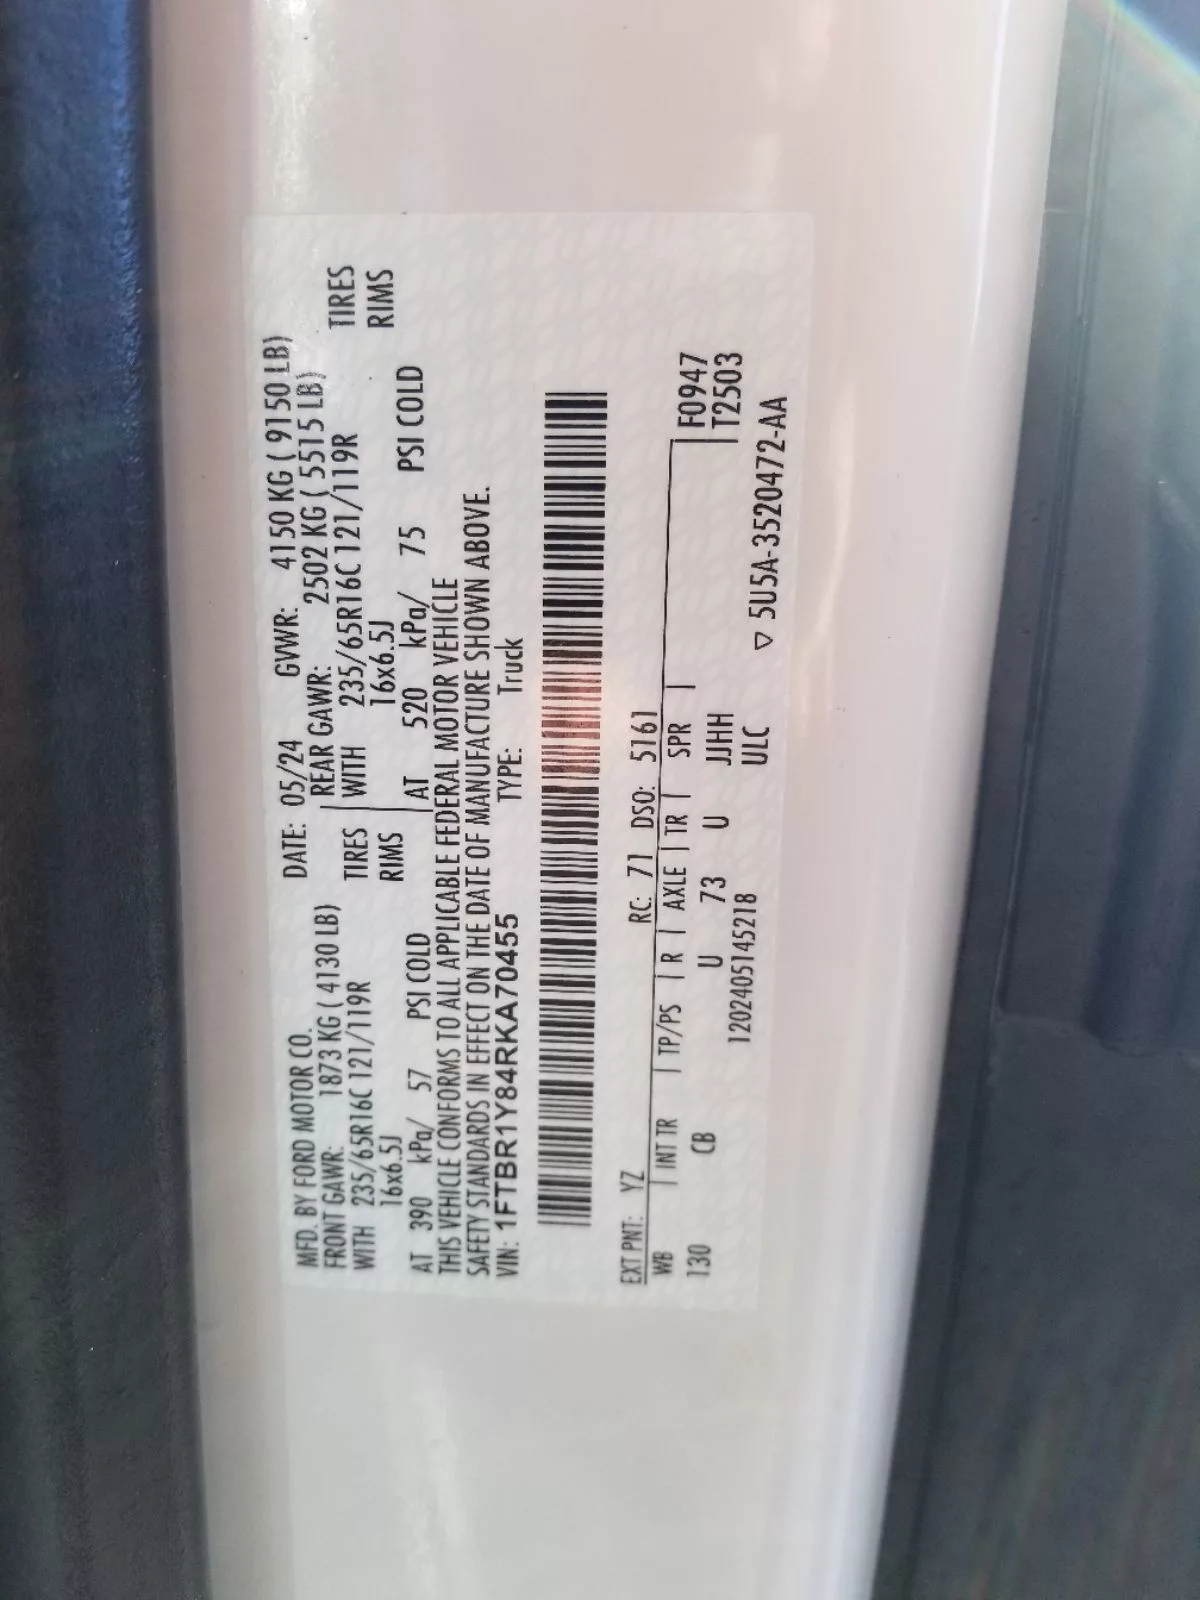 MFD. BY FORD MOTOR CO. DATE: 05/24 GVWR: 4150 KG ( 9150 LB)
FRONT GAWR: 1873 KG ( 4130 LB) REAR GAWR: 2502 KG ( 5515 LB)
WITH 235/65R16C 121/119R TIRES WITH 235/65R16C 121/119R TIRES
16x6.5J RIMS 16x6.5J RIMS
AT 390 kPa/ 57 PSI COLD AT 520 kPa/ 75 PSI COLD
THIS VEHICLE CONFORMS TO ALL APPLICABLE FEDERAL MOTOR VEHICLE
SAFETY STANDARDS IN EFFECT ON THE DATE OF MANUFACTURE SHOWN ABOVE.
VIN: 1FTBR1Y84RKA70455 TYPE: Truck
EXT PNT: YZ RC: 71 DSO: 5161
WB | INT TR | TP/PS | R | AXLE | TR | SPR | F0947
130 CB U 73 U JJHH T2503
1202405145218 ULC
▽ 5U5A-3520472-AA